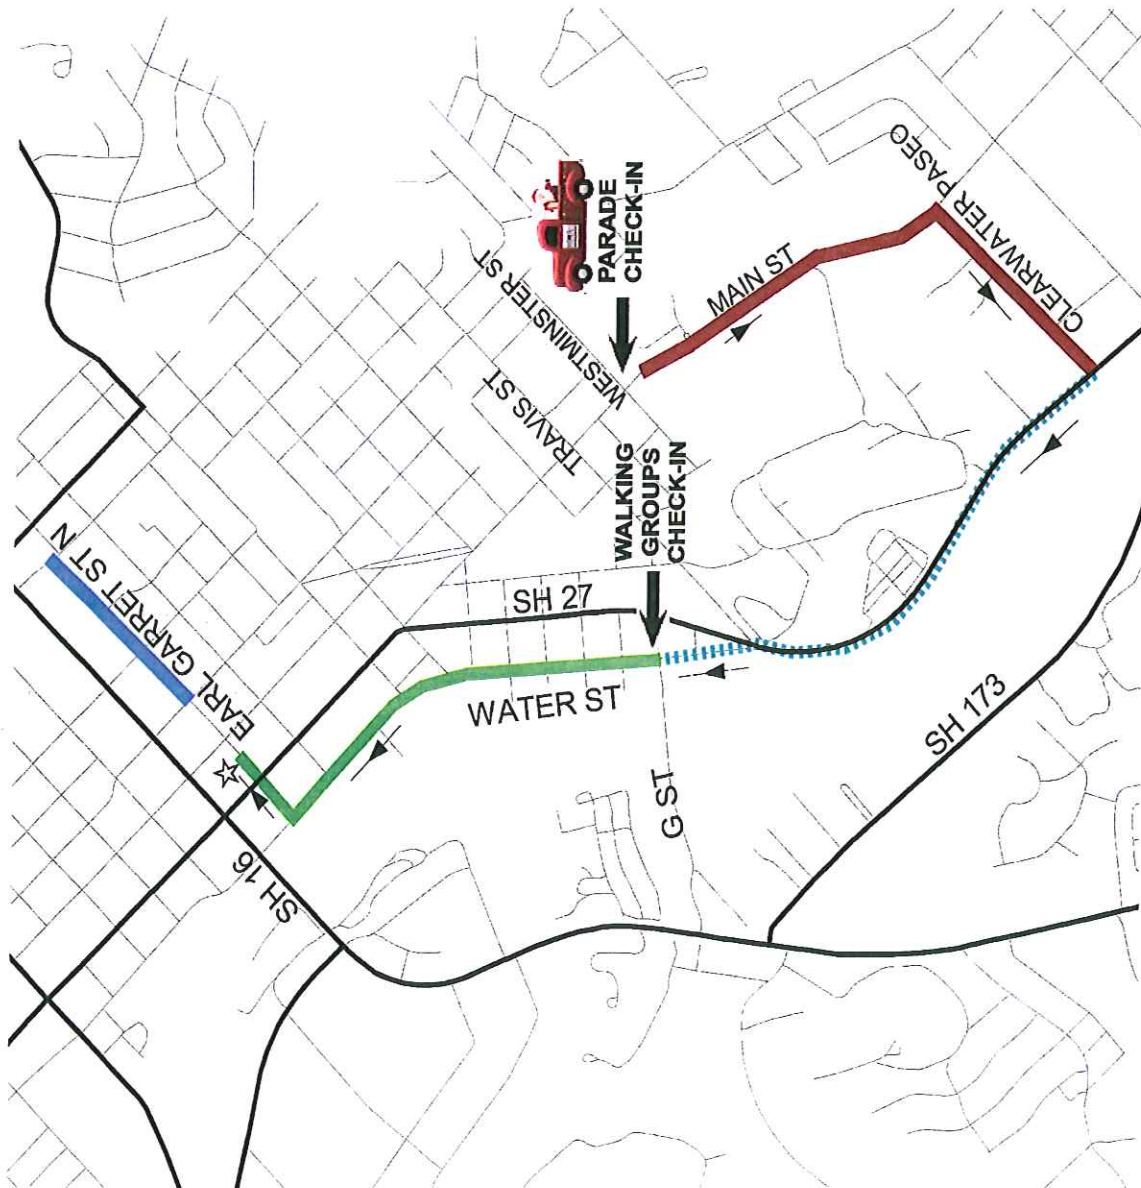 CLEARWATER PASEO
PARADE
CHECK-IN
WESTMINSTER ST
MAIN ST
TRAVIS ST
WALKING
GROUPS
CHECK-IN
EARL GARRET ST N
SH 27
WATER ST
SH 173
G ST
SH 16